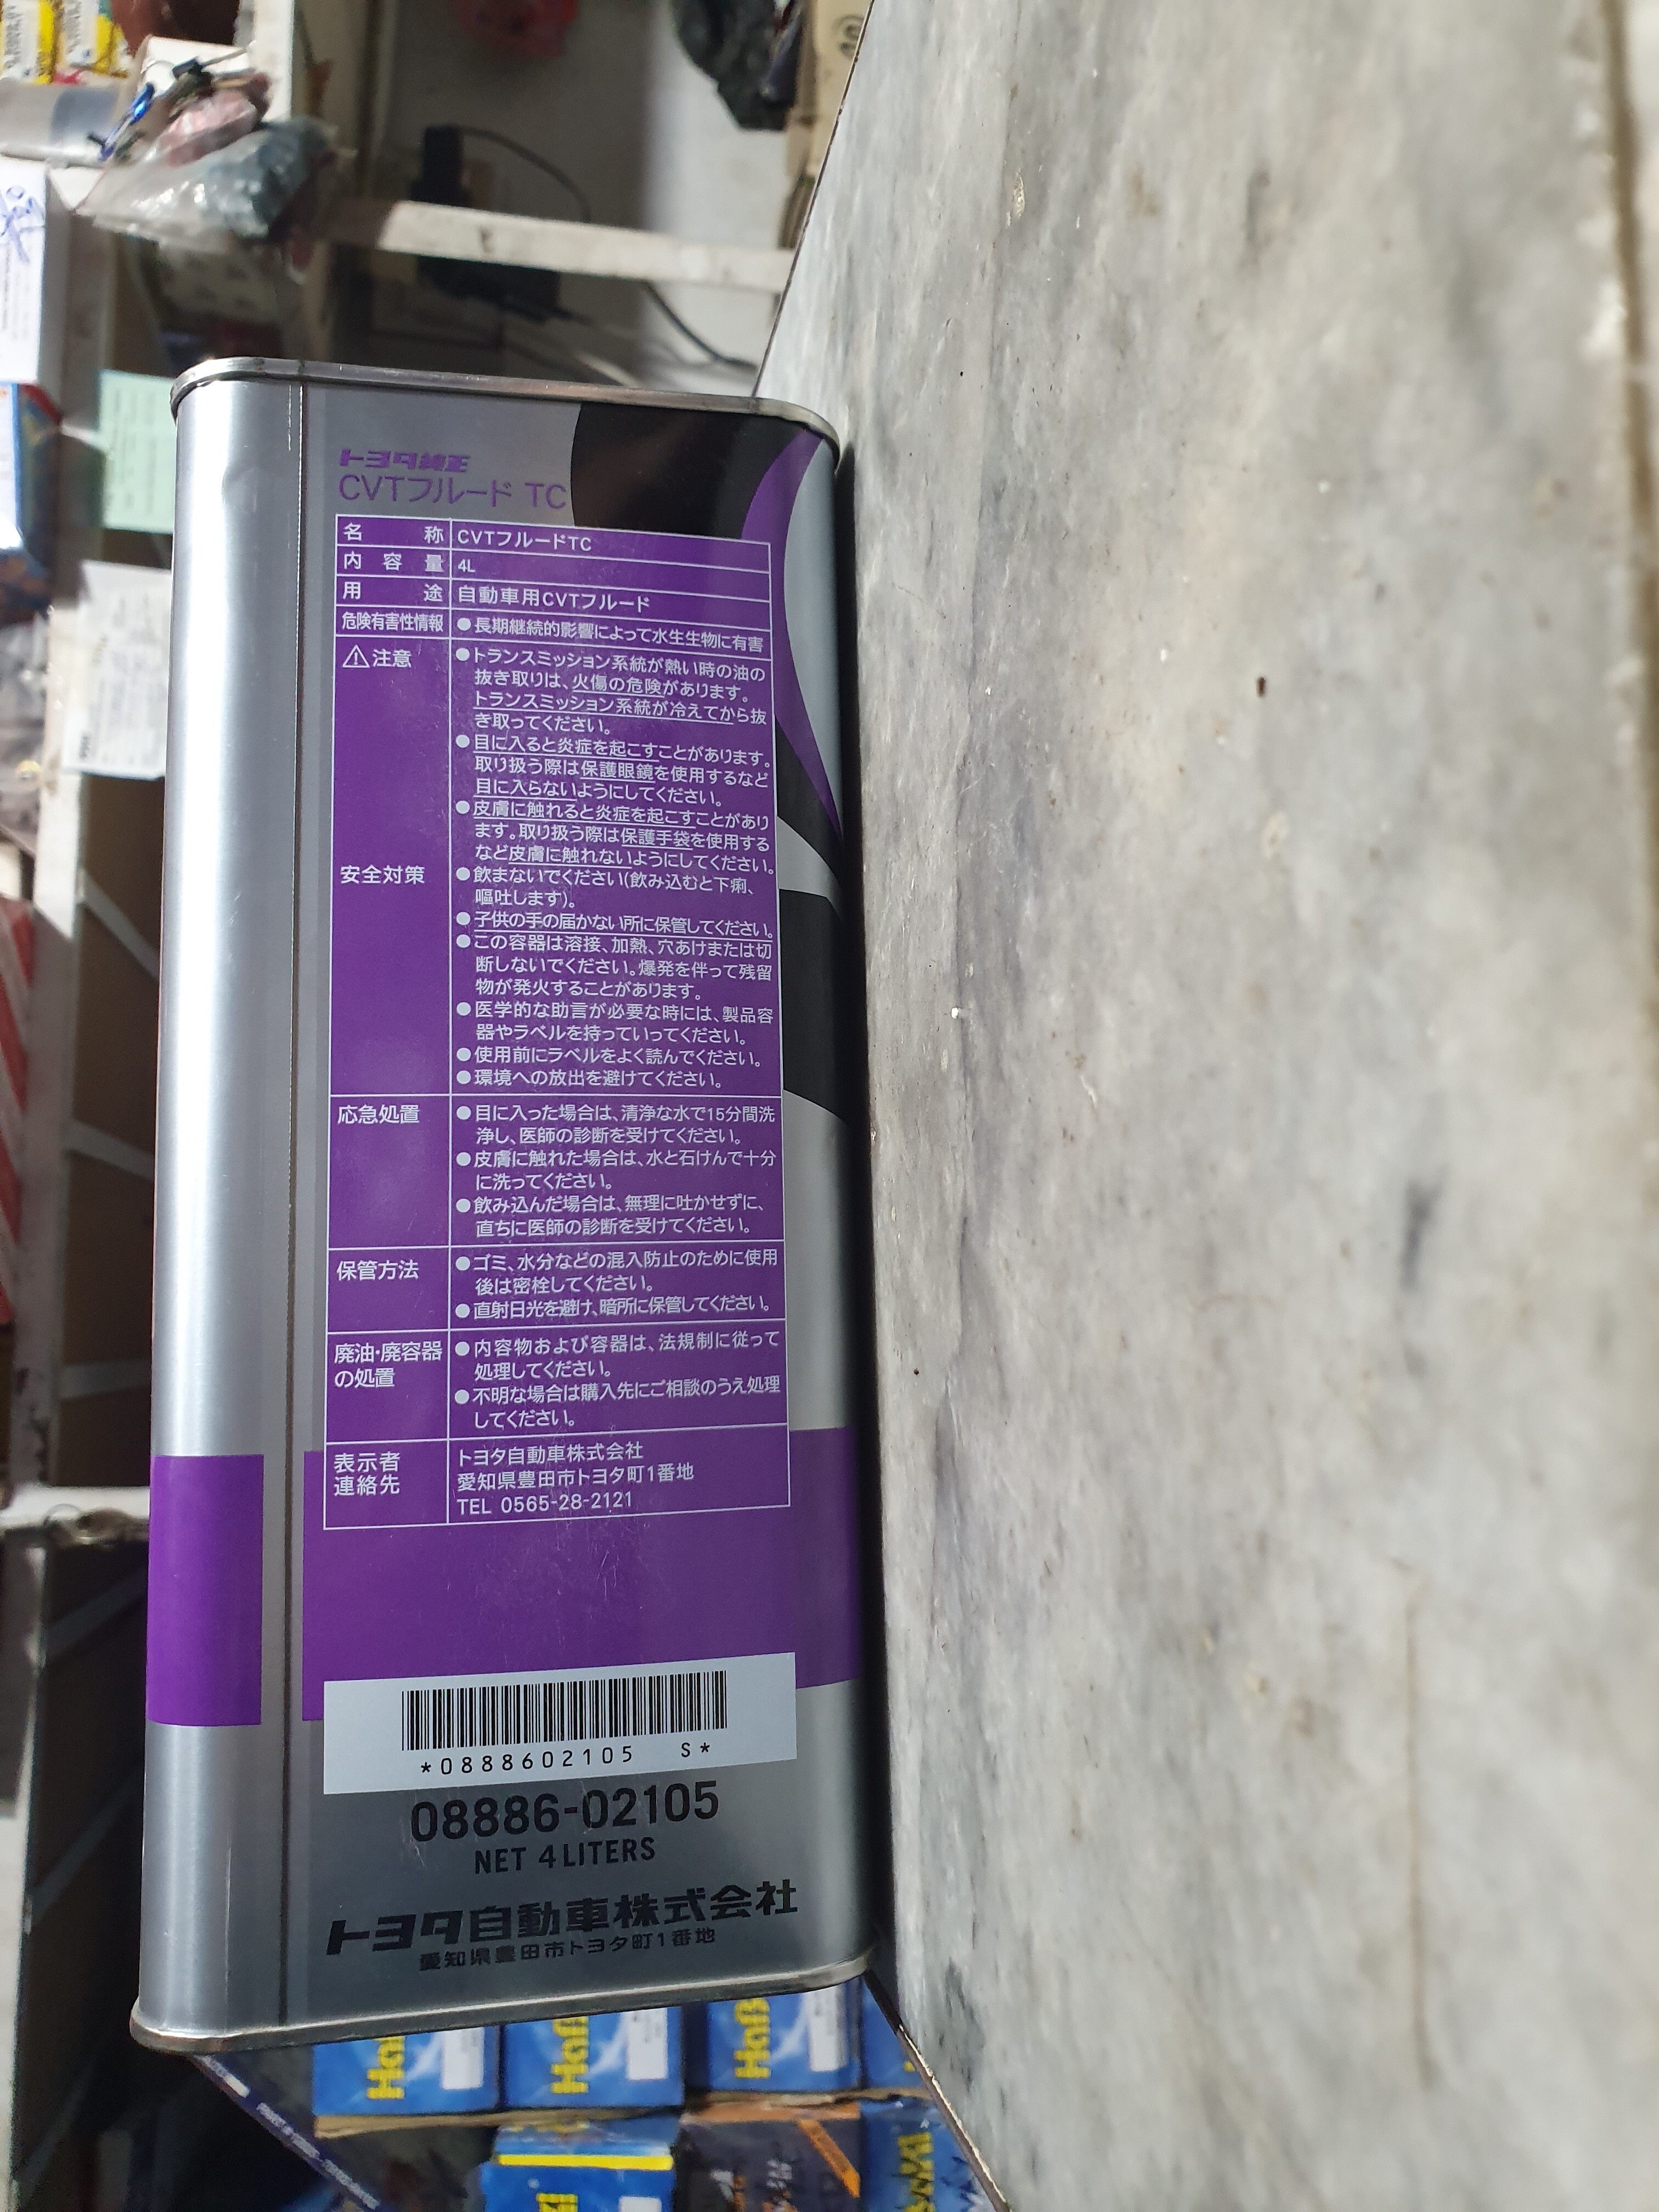 トヨタ純正
CVTフルード TC
名称 CVTフルードTC
内容量 4L
用途 自動車用CVTフルード
危険有害性情報 ●長期継続的影響によって水生生物に有害
⚠注意
●トランスミッション系統が熱い時の油の
抜き取りは、火傷の危険があります。
トランスミッション系統が冷えてから抜
き取ってください。
●目に入ると炎症を起こすことがあります。
取り扱う際は保護眼鏡を使用するなど
目に入らないようにしてください。
●皮膚に触れると炎症を起こすことがあり
ます。取り扱う際は保護手袋を使用する
など皮膚に触れないようにしてください。
安全対策
●飲まないでください(飲み込むと下痢、
嘔吐します)。
●子供の手の届かない所に保管してください。
●この容器は溶接、加熱、穴あけまたは切
断しないでください。爆発を伴って残留
物が発火することがあります。
●医学的な助言が必要な時には、製品容
器やラベルを持っていってください。
●使用前にラベルをよく読んでください。
●環境への放出を避けてください。
応急処置
●目に入った場合は、清浄な水で15分間洗
浄し、医師の診断を受けてください。
●皮膚に触れた場合は、水と石けんで十分
に洗ってください。
●飲み込んだ場合は、無理に吐かせずに、
直ちに医師の診断を受けてください。
保管方法
●ゴミ、水分などの混入防止のために使用
後は密栓してください。
●直射日光を避け、暗所に保管してください。
廃油・廃容器
の処置
●内容物および容器は、法規制に従って
処理してください。
●不明な場合は購入先にご相談のうえ処理
してください。
表示者
連絡先
トヨタ自動車株式会社
愛知県豊田市トヨタ町1番地
TEL 0565-28-2121
*0888602105 S*
08886-02105
NET 4LITERS
トヨタ自動車株式会社
愛知県豊田市トヨタ町1番地